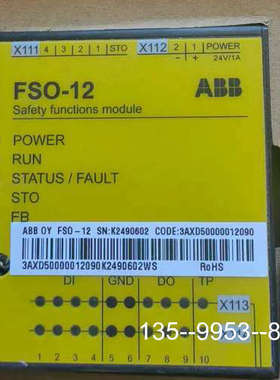 X111 4 3 2 1 STO X112 2 1 POWER
- + 24V/1A
FSO-12
ABB
Safety functions module
POWER
RUN
STATUS / FAULT
STO
FB
ABB OY FSO-12 SN:K2490602 CODE:3AXD50000012090
3AXD50000012090K2490602WS RoHS
DI GND DO TP
X113
135--9953--8
1 2 3 4 5 6 7 8 9 10